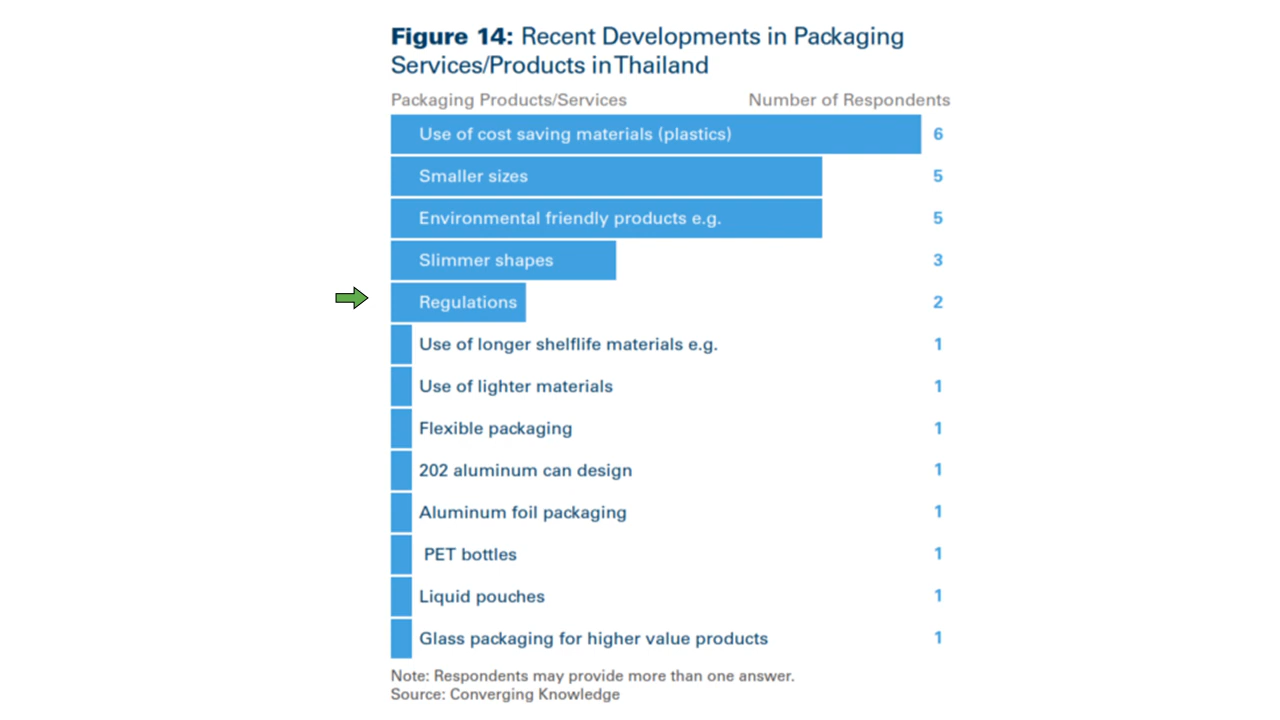 Figure 14: Recent Developments in Packaging
Services/Products in Thailand
Packaging Products/Services Number of Respondents
Use of cost saving materials (plastics) 6
Smaller sizes 5
Environmental friendly products e.g. 5
Slimmer shapes 3
Regulations 2
Use of longer shelflife materials e.g. 1
Use of lighter materials 1
Flexible packaging 1
202 aluminum can design 1
Aluminum foil packaging 1
PET bottles 1
Liquid pouches 1
Glass packaging for higher value products 1
Note: Respondents may provide more than one answer.
Source: Converging Knowledge